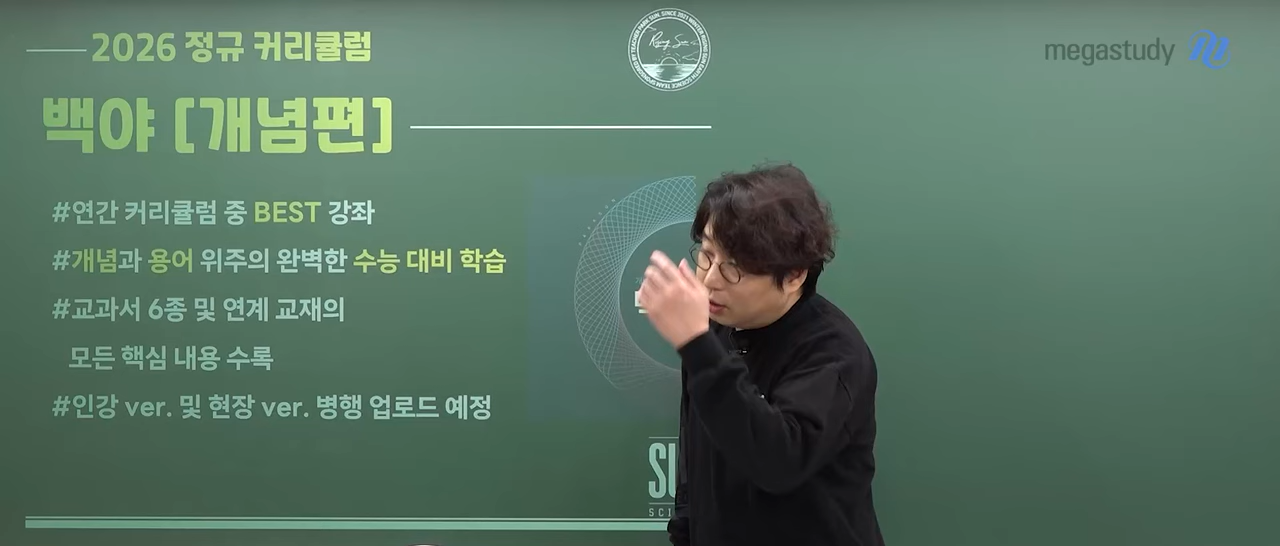 2026 정규 커리큘럼
megastudy
백야 [개념편]
#연간 커리큘럼 중 BEST 강좌
#개념과 용어 위주의 완벽한 수능 대비 학습
#교과서 6종 및 연계 교재의
모든 핵심 내용 수록
#인강 ver. 및 현장 ver. 병행 업로드 예정
SU
SCI